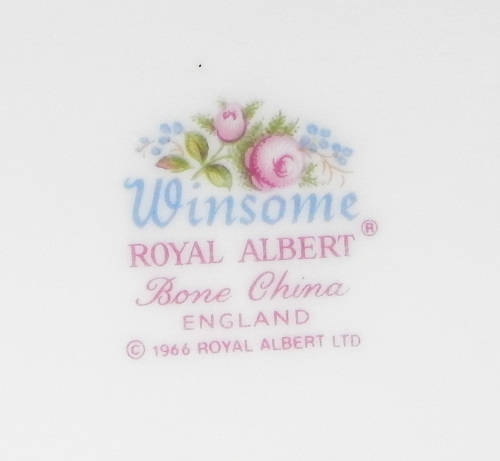 Winsome
ROYAL ALBERT®
Bone China
ENGLAND
© 1966 ROYAL ALBERT LTD